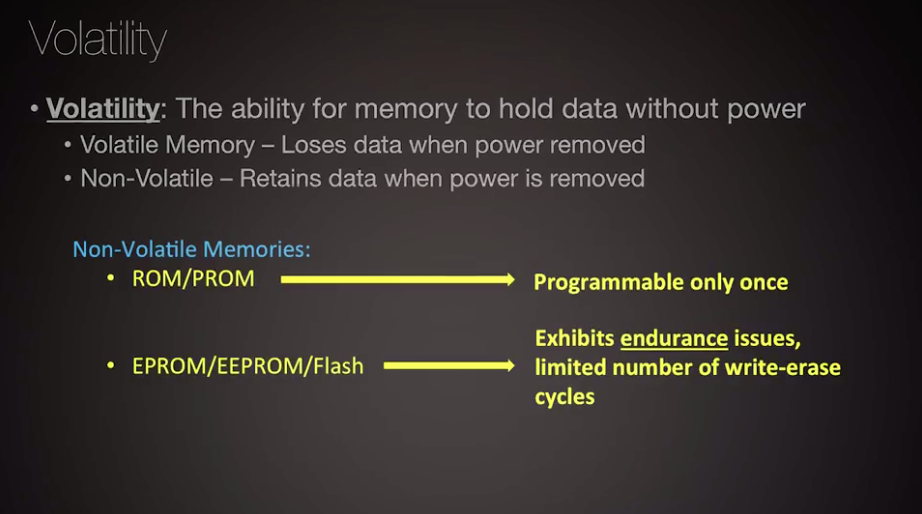 Volatility
• Volatility: The ability for memory to hold data without power
• Volatile Memory – Loses data when power removed
• Non-Volatile – Retains data when power is removed
Non-Volatile Memories:
• ROM/PROM
Programmable only once
• EPROM/EEPROM/Flash
Exhibits endurance issues,
limited number of write-erase
cycles